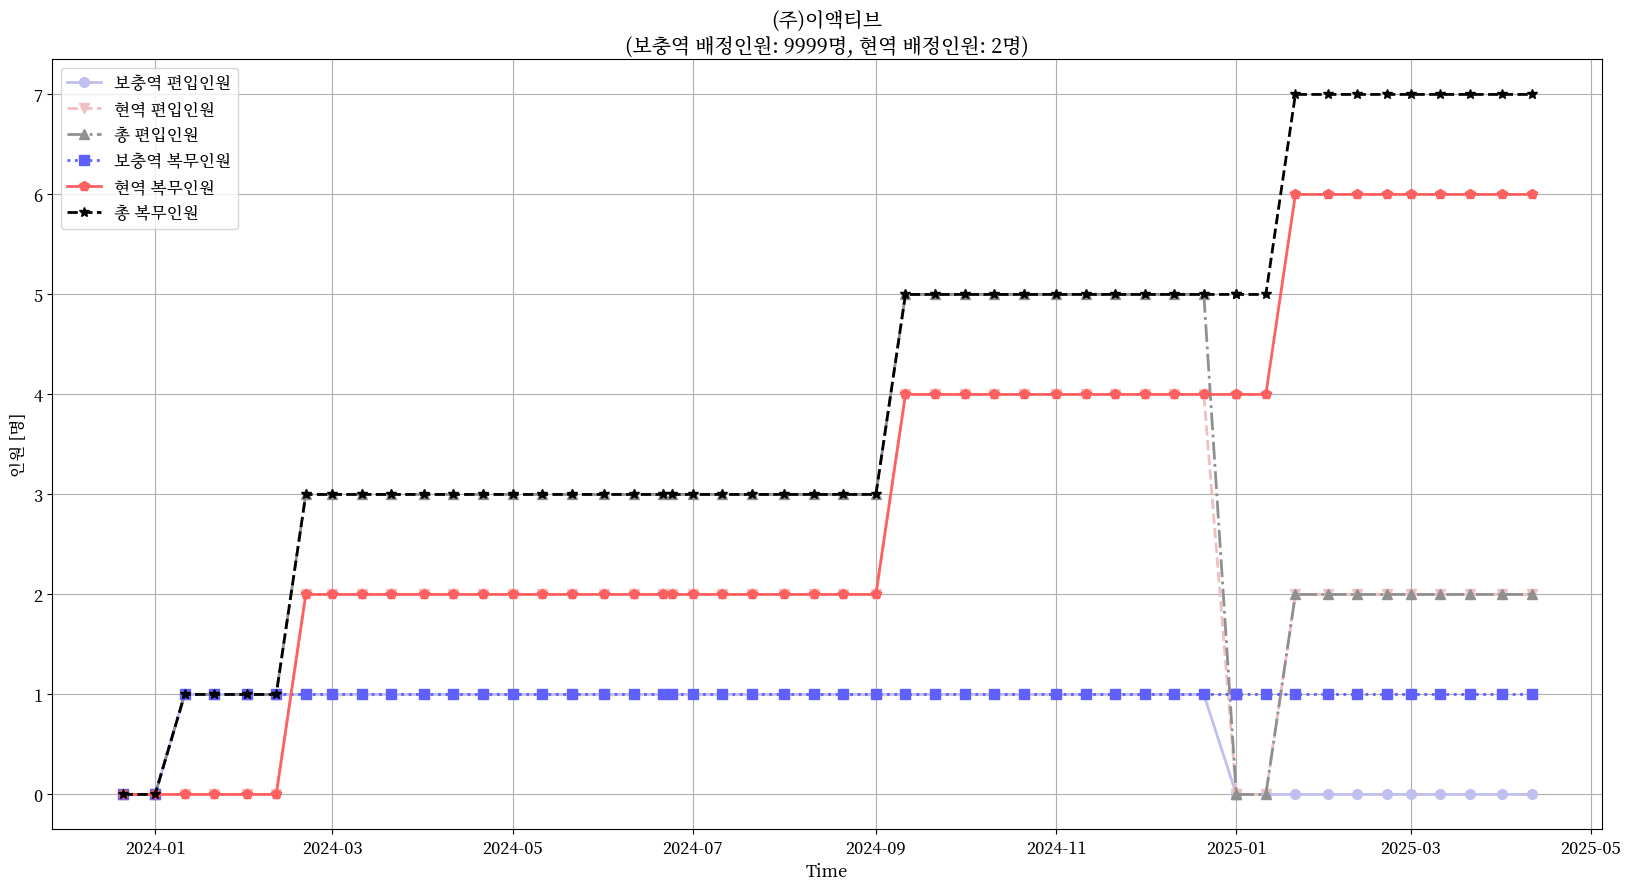 (주)이액티브
(보충역 배정인원: 9999명, 현역 배정인원: 2명)
보충역 편입인원
현역 편입인원
총 편입인원
보충역 복무인원
현역 복무인원
총 복무인원
인원 [명]
7
6
5
4
3
2
1
0
2024-01 2024-03 2024-05 2024-07 2024-09 2024-11 2025-01 2025-03 2025-05
Time